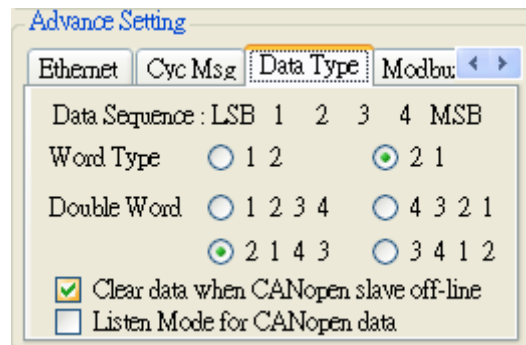 Advance Setting
Ethernet Cyc Msg Data Type Modbu
Data Sequence : LSB 1 2 3 4 MSB
Word Type 1 2 2 1
Double Word 1 2 3 4 4 3 2 1
2 1 4 3 3 4 1 2
Clear data when CANopen slave off-line
Listen Mode for CANopen data